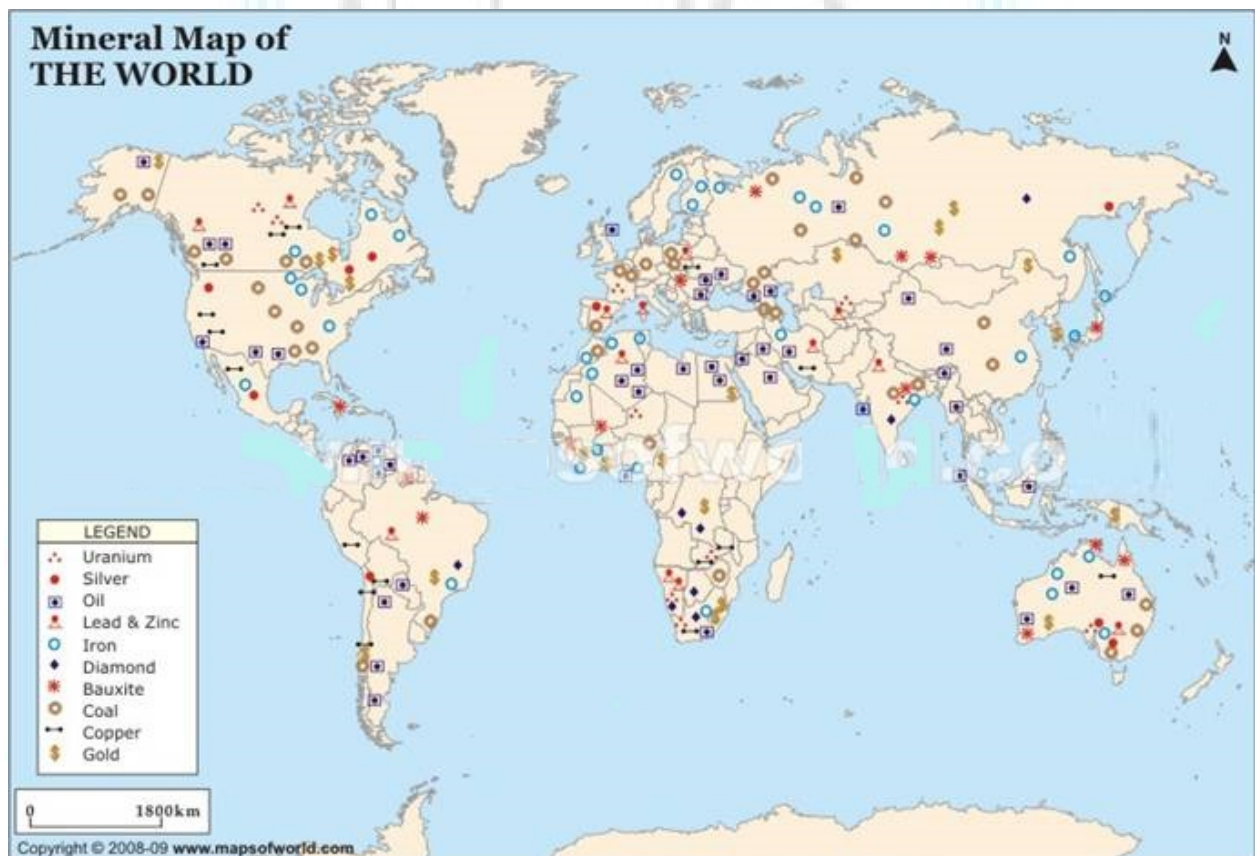 Mineral Map of
THE WORLD
N
LEGEND
Uranium
Silver
Oil
Lead & Zinc
Iron
Diamond
Bauxite
Coal
Copper
Gold
0 1800km
Copyright © 2008-09 www.mapsofworld.com